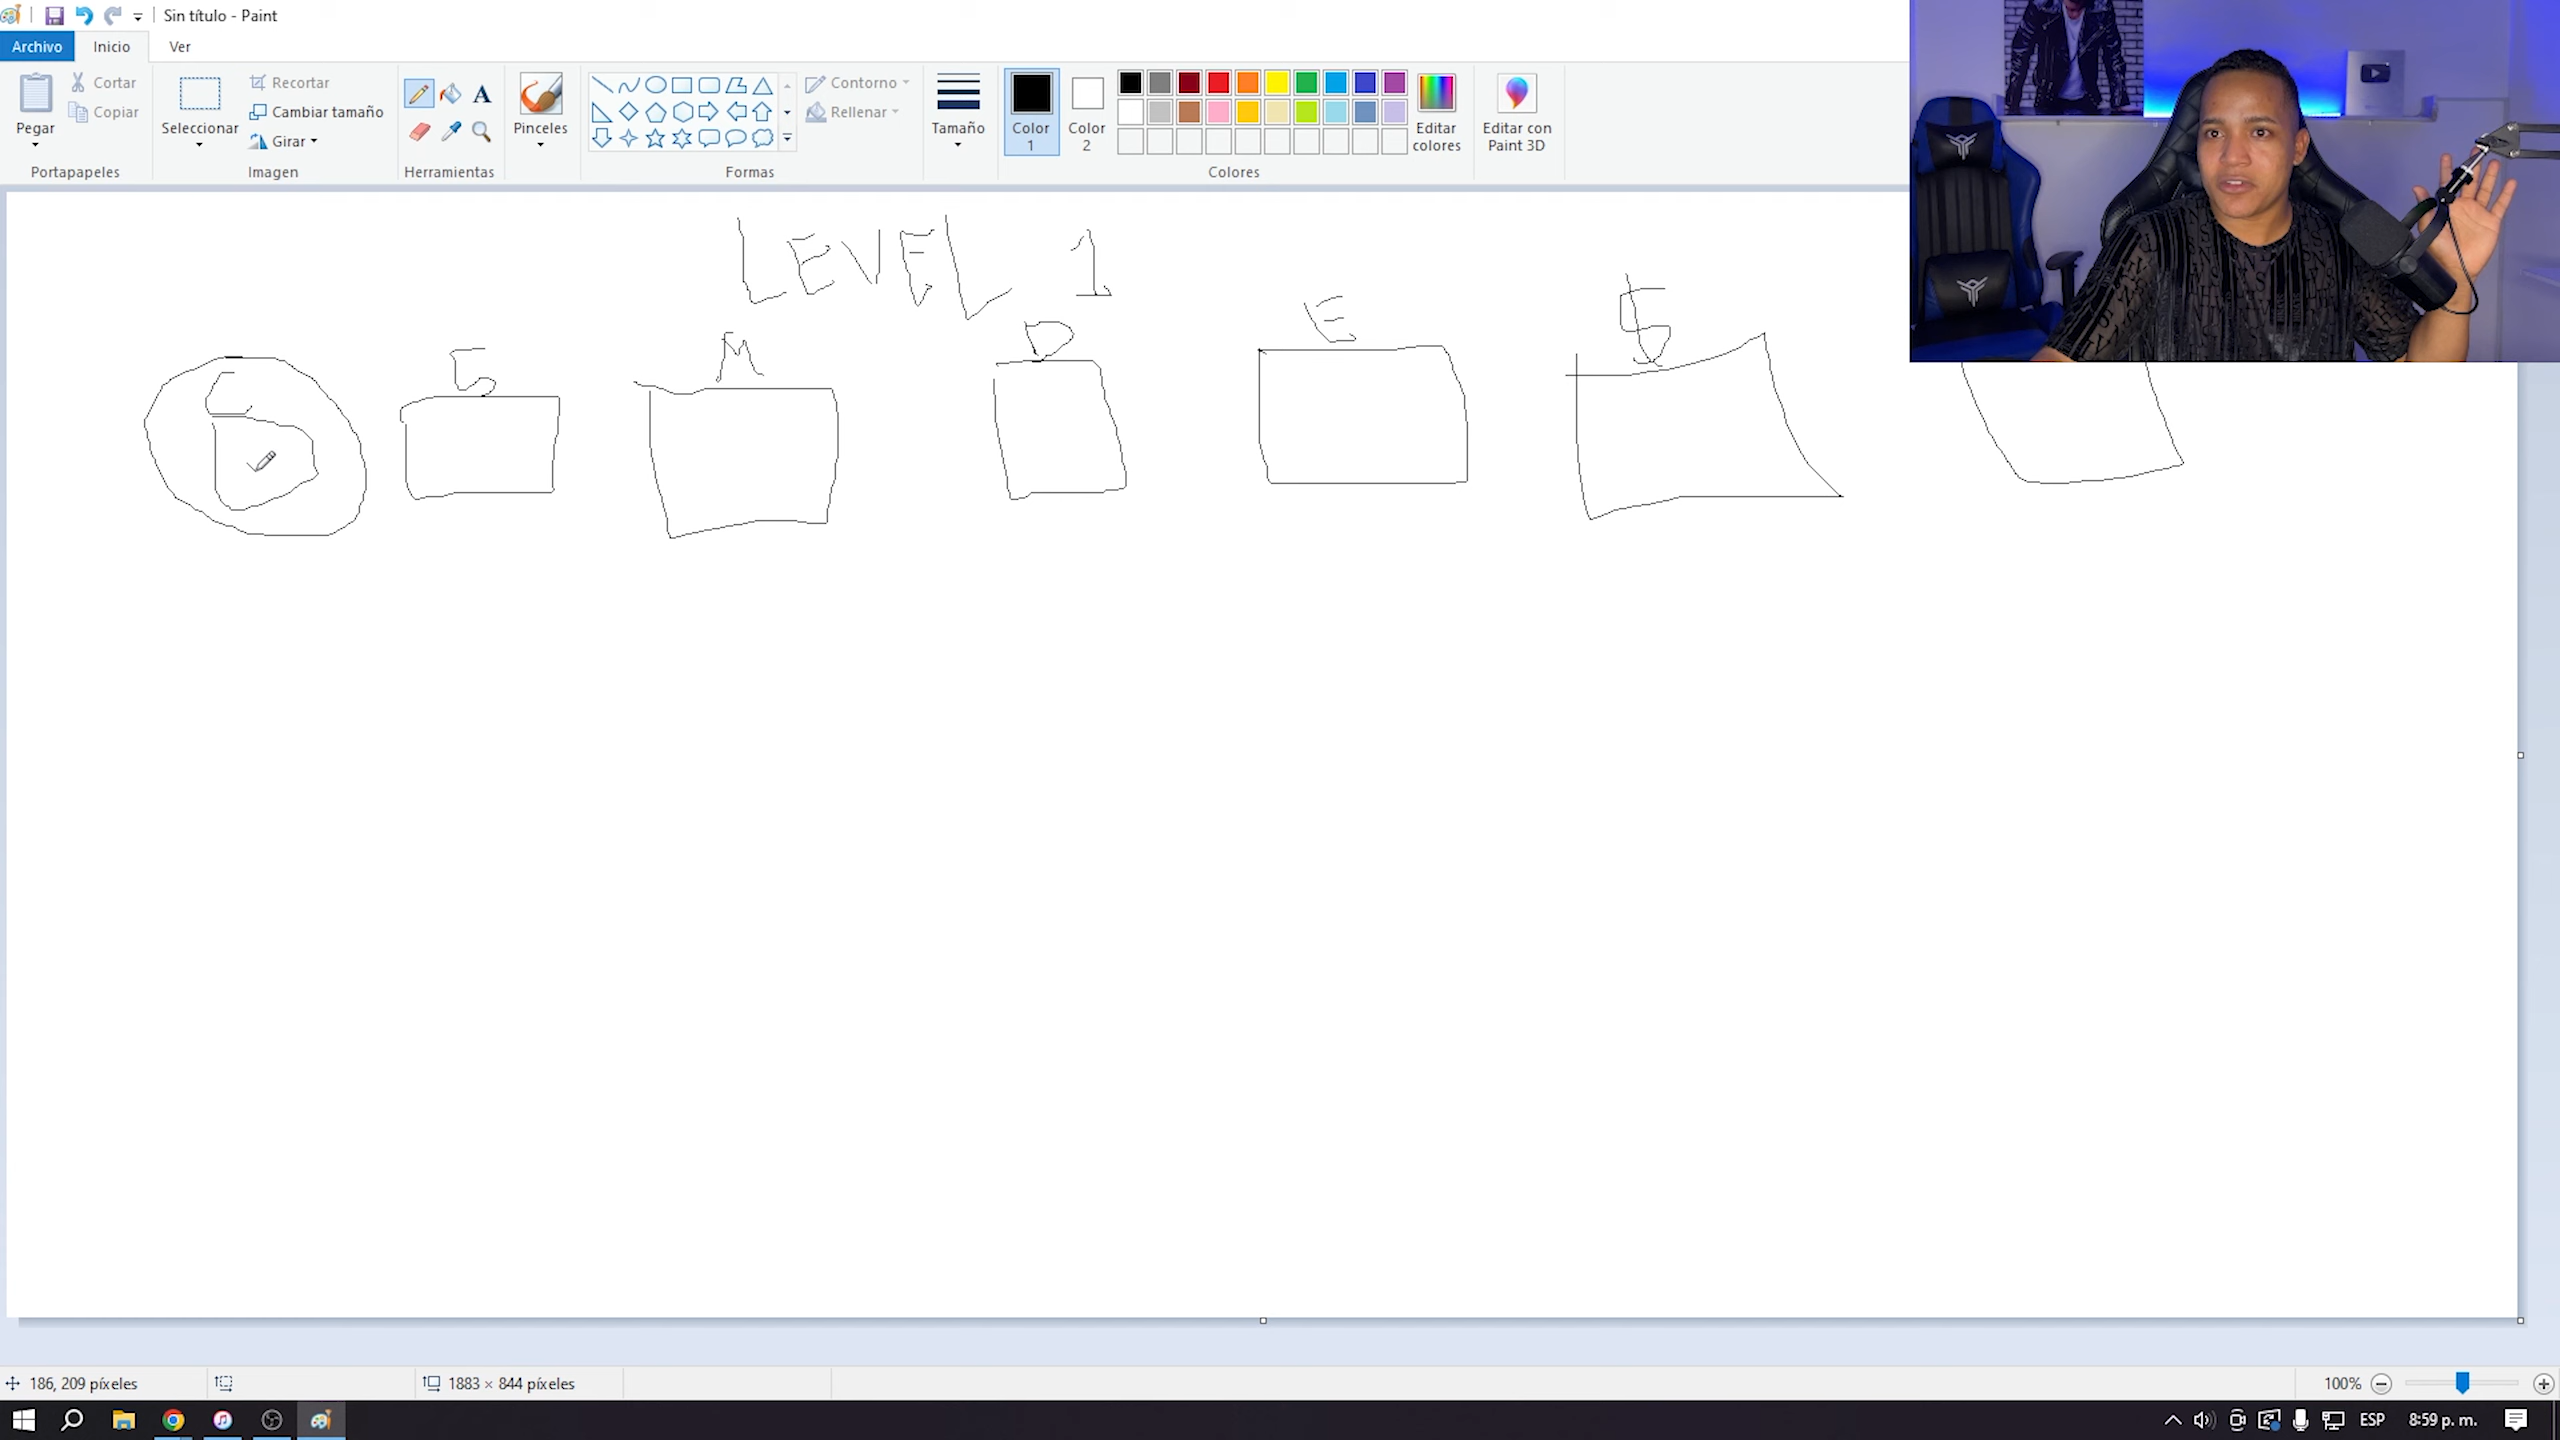 Sin título - Paint
Archivo Inicio Ver
Pegar
Cortar
Copiar
Portapapeles
Seleccionar
Recortar
Cambiar tamaño
Girar
Imagen
A
Herramientas
Pinceles
Contorno
Rellenar
Formas
Tamaño
Color 1
Color 2
Editar colores
Colores
Editar con Paint 3D
LEVEL 1
C 5 M D E $
186, 209 píxeles
1883 × 844 píxeles
100%
ESP 8:59 p. m.